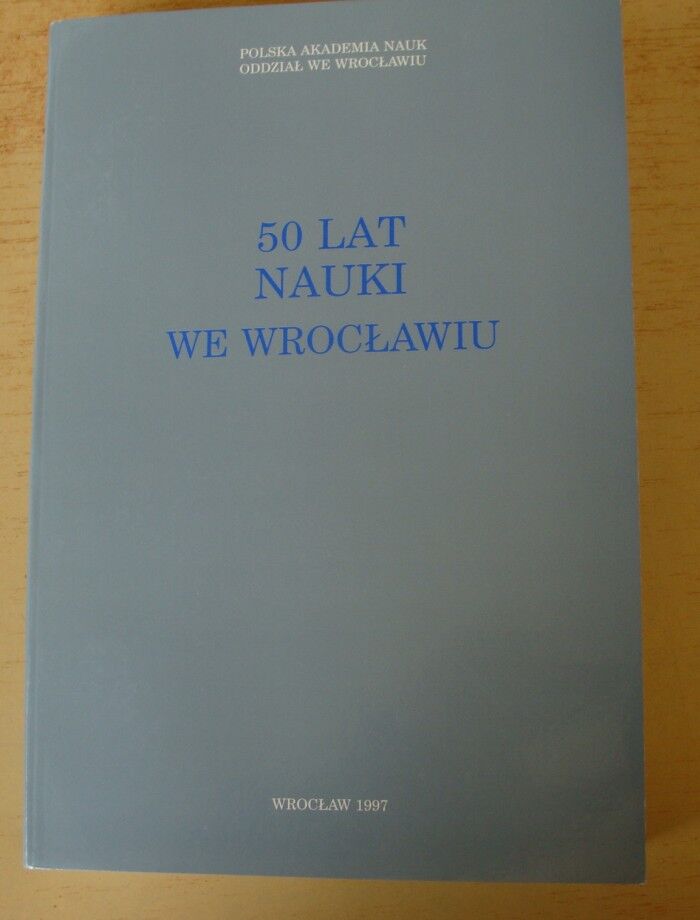 POLSKA AKADEMIA NAUK
ODDZIAŁ WE WROCŁAWIU
50 LAT
NAUKI
WE WROCŁAWIU
WROCŁAW 1997